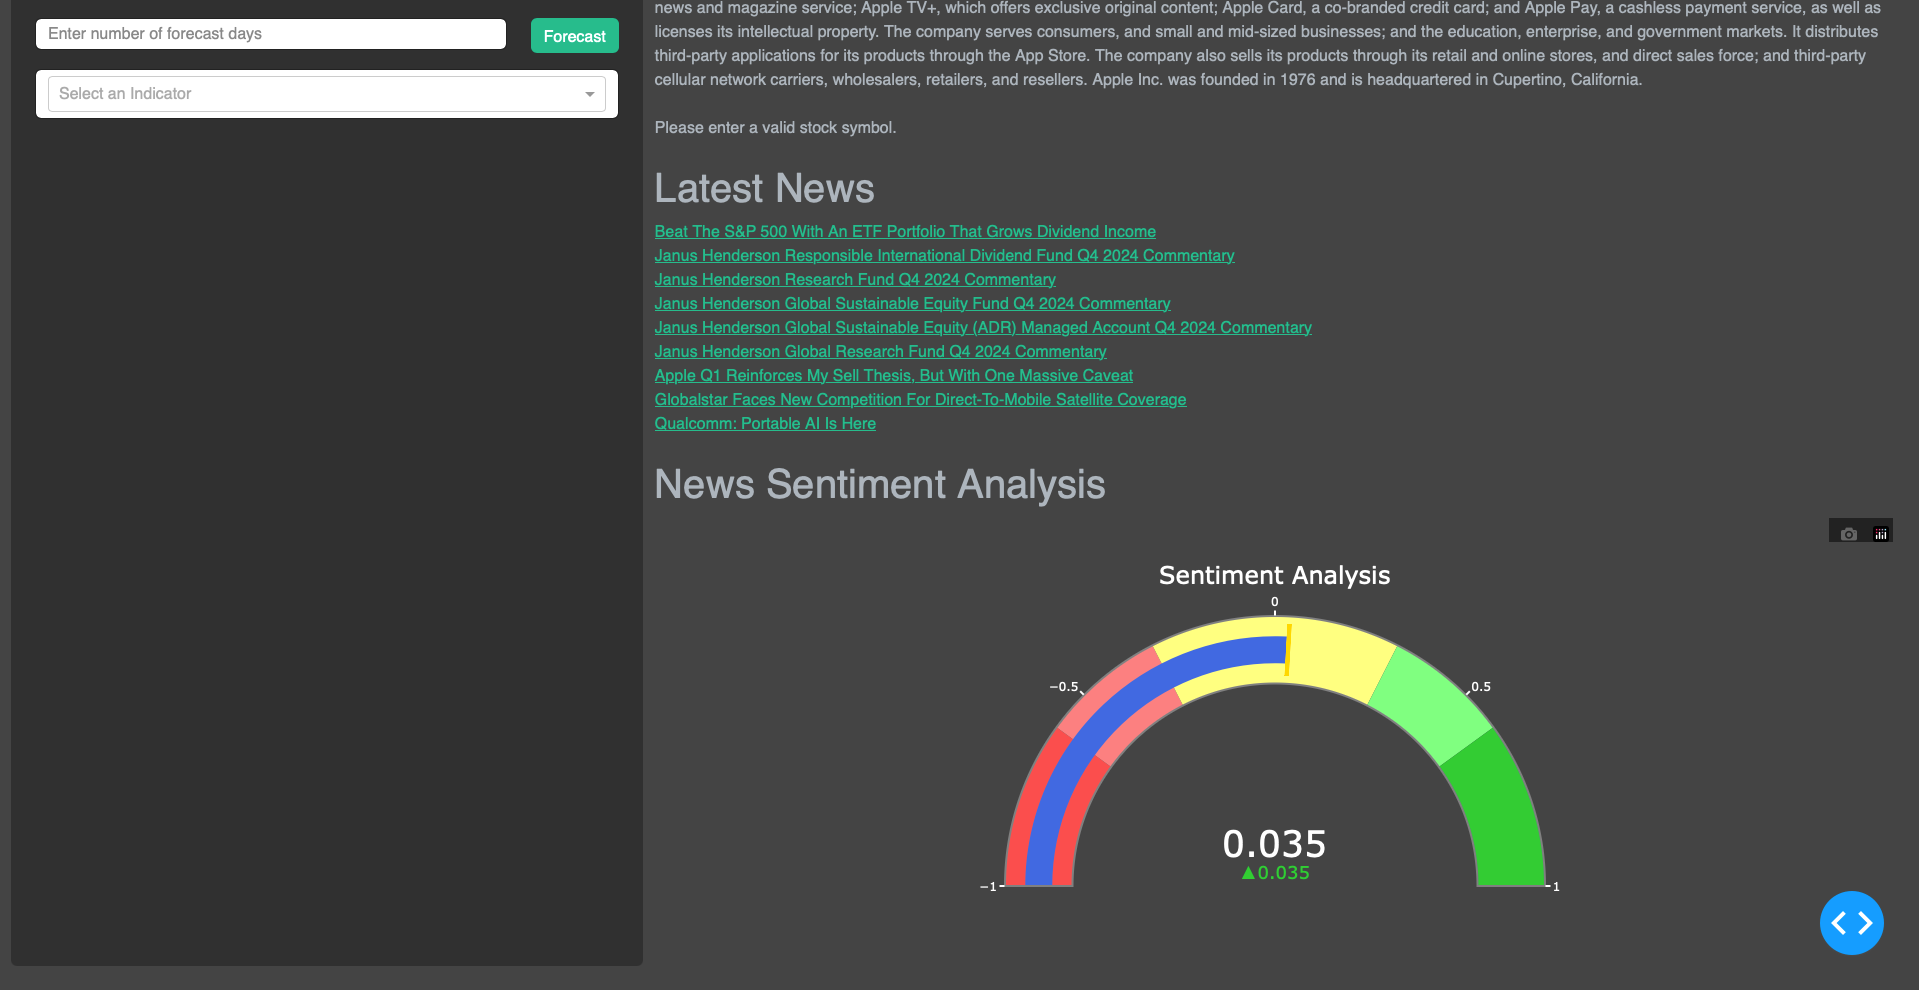 Enter number of forecast days
Forecast
Select an Indicator
news and magazine service; Apple TV+, which offers exclusive original content; Apple Card, a co-branded credit card; and Apple Pay, a cashless payment service, as well as
licenses its intellectual property. The company serves consumers, and small and mid-sized businesses; and the education, enterprise, and government markets. It distributes
third-party applications for its products through the App Store. The company also sells its products through its retail and online stores, and direct sales force; and third-party
cellular network carriers, wholesalers, retailers, and resellers. Apple Inc. was founded in 1976 and is headquartered in Cupertino, California.
Please enter a valid stock symbol.
Latest News
Beat The S&P 500 With An ETF Portfolio That Grows Dividend Income
Janus Henderson Responsible International Dividend Fund Q4 2024 Commentary
Janus Henderson Research Fund Q4 2024 Commentary
Janus Henderson Global Sustainable Equity Fund Q4 2024 Commentary
Janus Henderson Global Sustainable Equity (ADR) Managed Account Q4 2024 Commentary
Janus Henderson Global Research Fund Q4 2024 Commentary
Apple Q1 Reinforces My Sell Thesis, But With One Massive Caveat
Globalstar Faces New Competition For Direct-To-Mobile Satellite Coverage
Qualcomm: Portable AI Is Here
News Sentiment Analysis
Sentiment Analysis
0
−0.5
0.5
0.035
▲0.035
−1
1